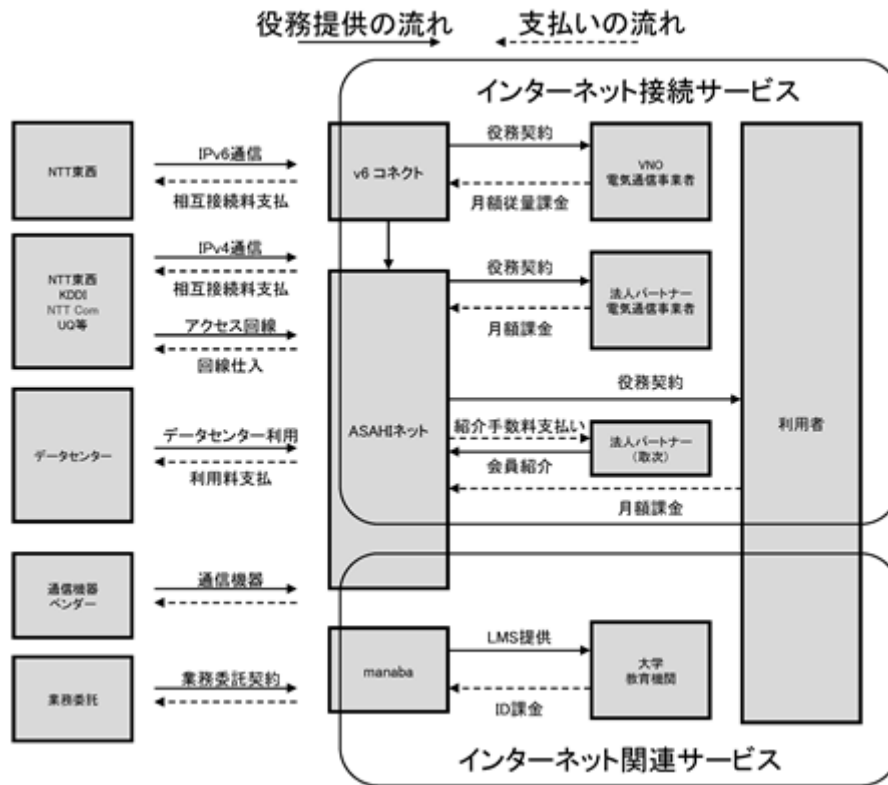 役務提供の流れ
支払いの流れ
インターネット接続サービス
NTT東西
IPv6通信
相互接続料支払
v6 コネクト
役務契約
月額従量課金
VNO
電気通信事業者
NTT東西
KDDI
NTT Com
UQ等
IPv4通信
相互接続料支払
アクセス回線
回線仕入
ASAHIネット
役務契約
月額課金
法人パートナー
電気通信事業者
役務契約
利用者
データセンター
データセンター利用
利用料支払
紹介手数料支払い
会員紹介
法人パートナー
（取次）
月額課金
通信機器
ベンダー
通信機器
業務委託
業務委託契約
manaba
LMS提供
ID課金
大学
教育機関
インターネット関連サービス